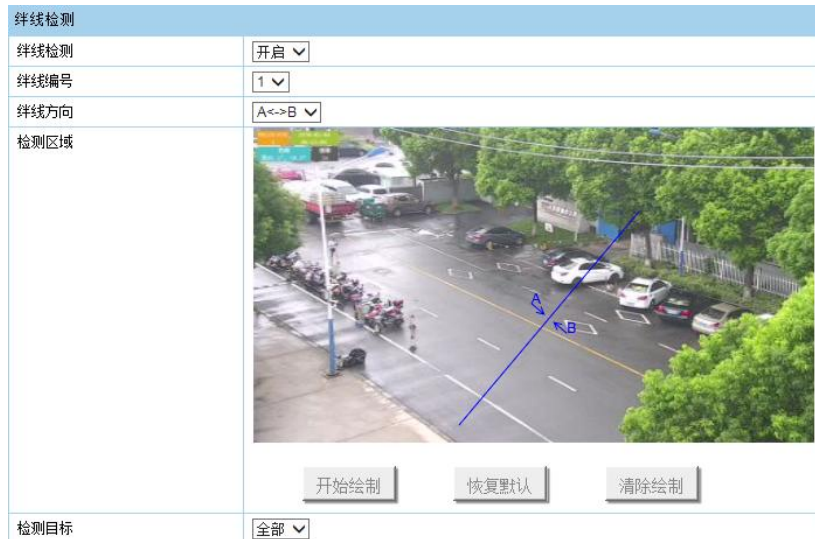 绊线检测
绊线检测 开启
绊线编号 1
绊线方向 A<->B
检测区域
A
B
开始绘制 恢复默认 清除绘制
检测目标 全部